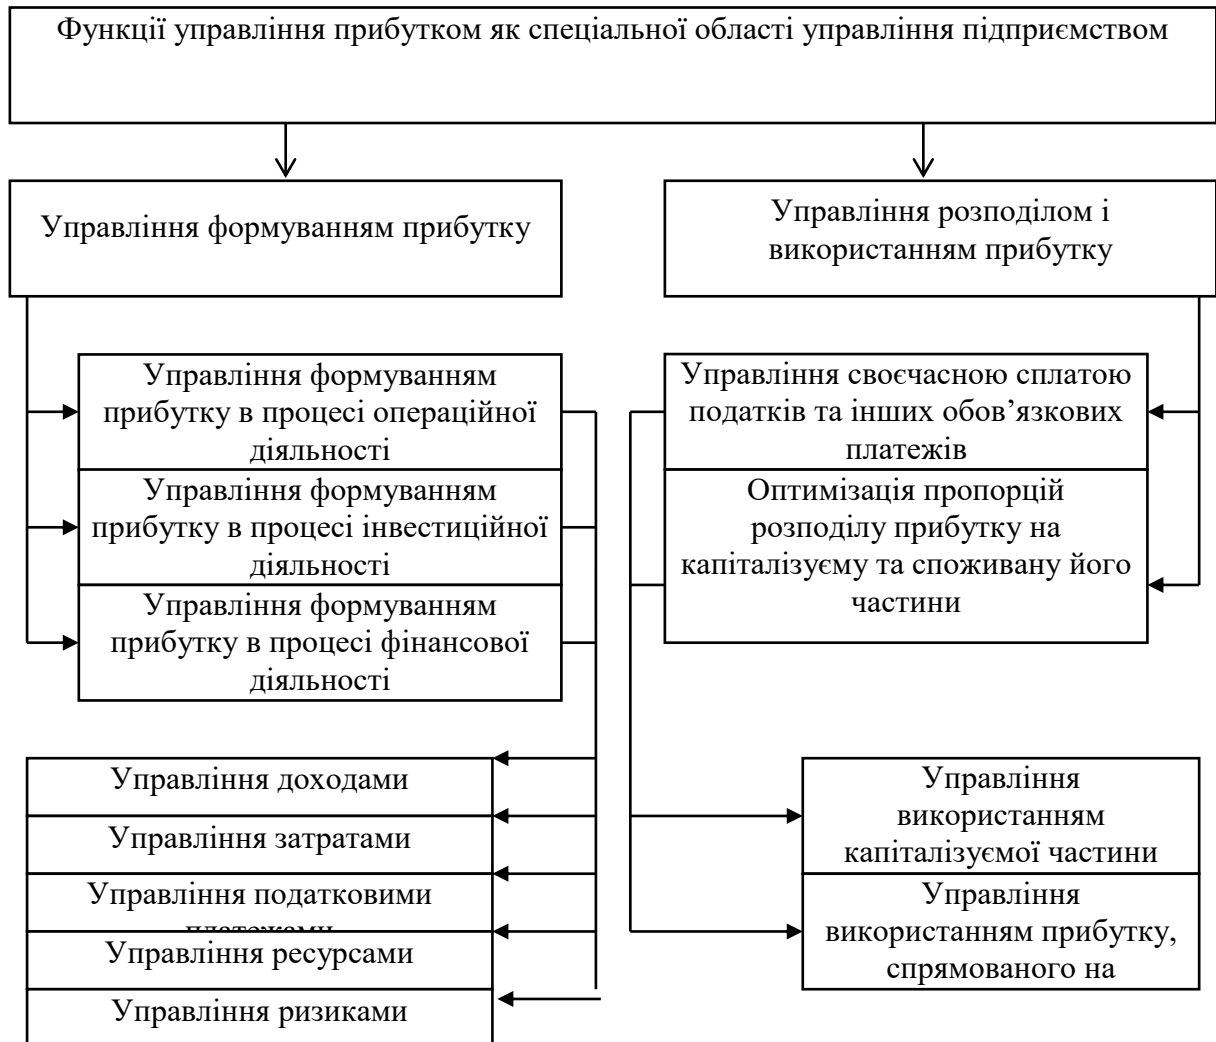 Функції управління прибутком як спеціальної області управління підприємством
Управління формуванням прибутку
Управління розподілом і
використанням прибутку
Управління формуванням
прибутку в процесі операційної
діяльності
Управління формуванням
прибутку в процесі інвестиційної
діяльності
Управління формуванням
прибутку в процесі фінансової
діяльності
Управління своєчасною сплатою
податків та інших обов’язкових
платежів
Оптимізація пропорцій
розподілу прибутку на
капіталізуєму та споживану його
частини
Управління доходами
Управління затратами
Управління податковими
Управління ресурсами
Управління ризиками
Управління
використанням
капіталізуємої частини
Управління
використанням прибутку,
спрямованого на